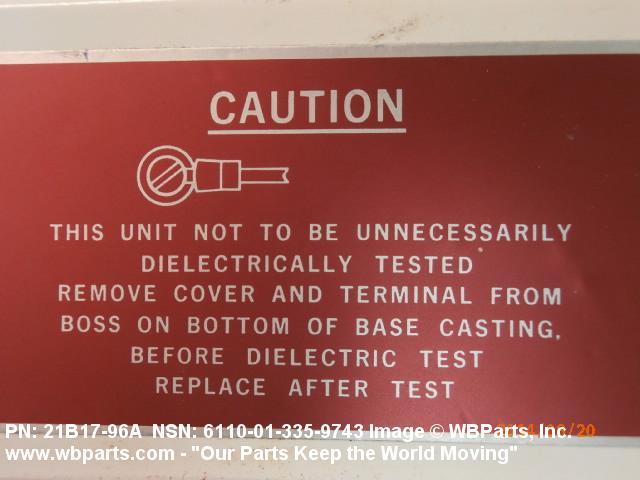 CAUTION
THIS UNIT NOT TO BE UNNECESSARILY
DIELECTRICALLY TESTED
REMOVE COVER AND TERMINAL FROM
BOSS ON BOTTOM OF BASE CASTING,
BEFORE DIELECTRIC TEST
REPLACE AFTER TEST
PN: 21B17-96A NSN: 6110-01-335-9743 Image © WBParts, Inc.
www.wbparts.com - "Our Parts Keep the World Moving"